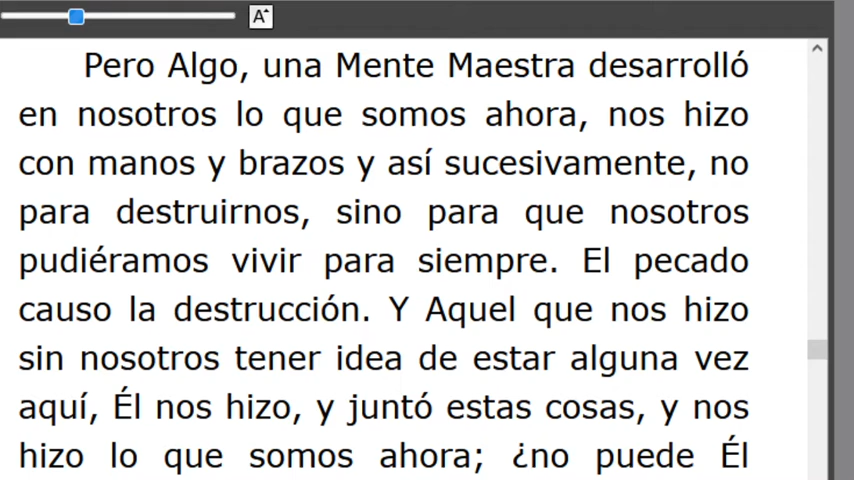 A
Pero Algo, una Mente Maestra desarrolló
en nosotros lo que somos ahora, nos hizo
con manos y brazos y así sucesivamente, no
para destruirnos, sino para que nosotros
pudiéramos vivir para siempre. El pecado
causo la destrucción. Y Aquel que nos hizo
sin nosotros tener idea de estar alguna vez
aquí, Él nos hizo, y juntó estas cosas, y nos
hizo lo que somos ahora; ¿no puede Él